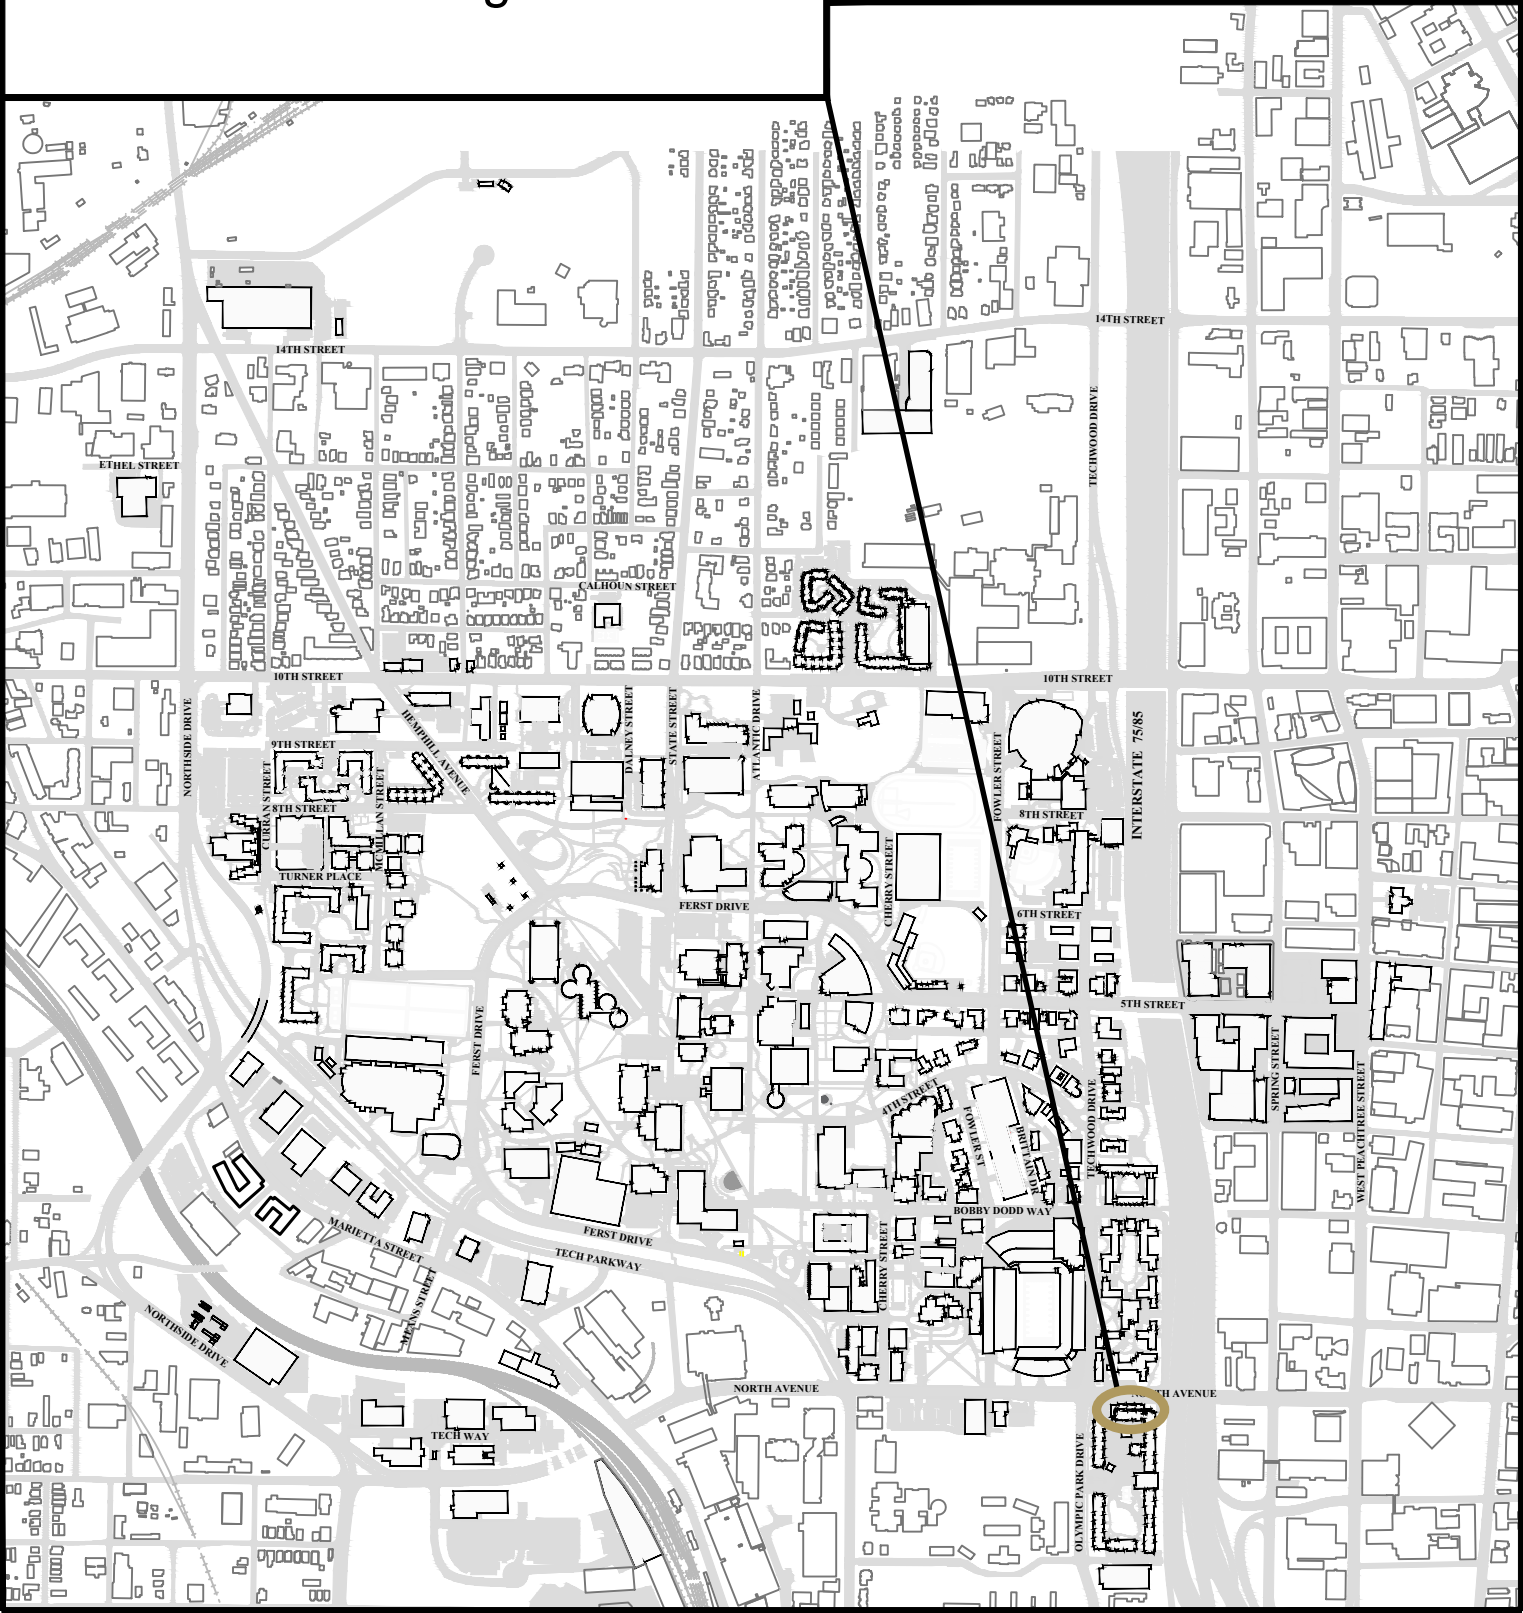 14TH STREET
14TH STREET
TECHWOOD DRIVE
ETHEL STREET
CALHOUN STREET
10TH STREET
10TH STREET
NORTHSIDE DRIVE
HEMPHILL AVENUE
DALNEY STREET
STATE STREET
ATLANTIC DRIVE
FOWLER STREET
INTERSTATE 75/85
9TH STREET
CURRAN STREET
MCMILLAN STREET
8TH STREET
8TH STREET
TURNER PLACE
CHERRY STREET
FERST DRIVE
6TH STREET
5TH STREET
FERST DRIVE
SPRING STREET
WEST PEACHTREE STREET
4TH STREET
FOWLER ST
BRITTAIN DR
TECHWOOD DRIVE
BOBBY DODD WAY
MARIETTA STREET
FERST DRIVE
TECH PARKWAY
CHERRY STREET
MEANS STREET
NORTHSIDE DRIVE
NORTH AVENUE
AVENUE
TECH WAY
OLYMPIC PARK DRIVE